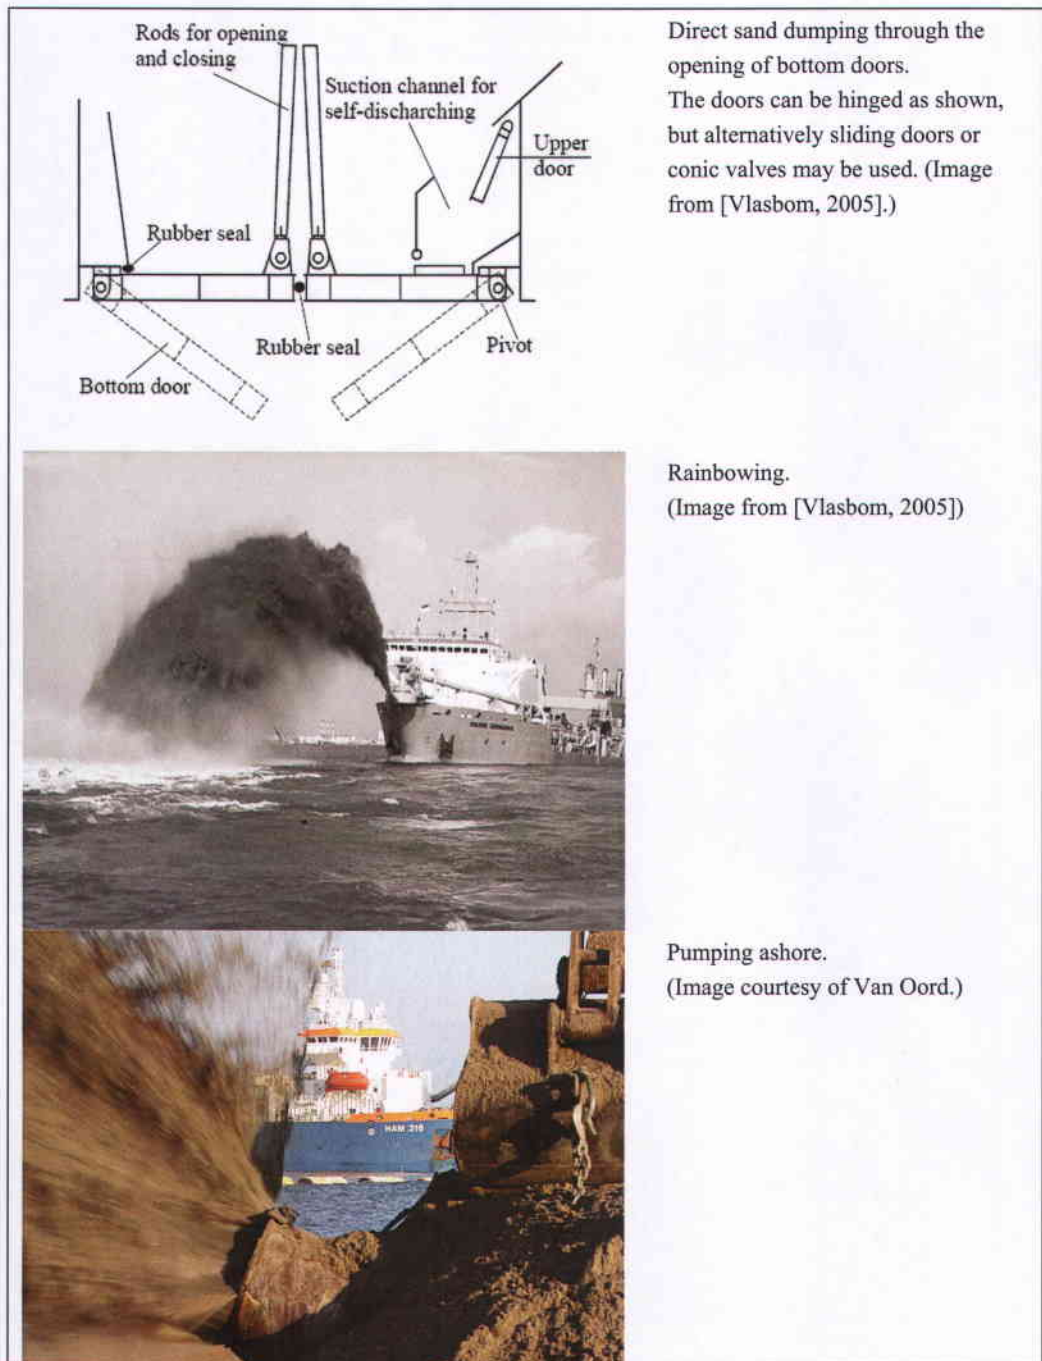 Rods for opening
and closing
Suction channel for
self-discharching
Upper
door
Rubber seal
Rubber seal
Pivot
Bottom door
Direct sand dumping through the
opening of bottom doors.
The doors can be hinged as shown,
but alternatively sliding doors or
conic valves may be used. (Image
from [Vlasbom, 2005].)
Rainbowing.
(Image from [Vlasbom, 2005])
HAM 316
Pumping ashore.
(Image courtesy of Van Oord.)